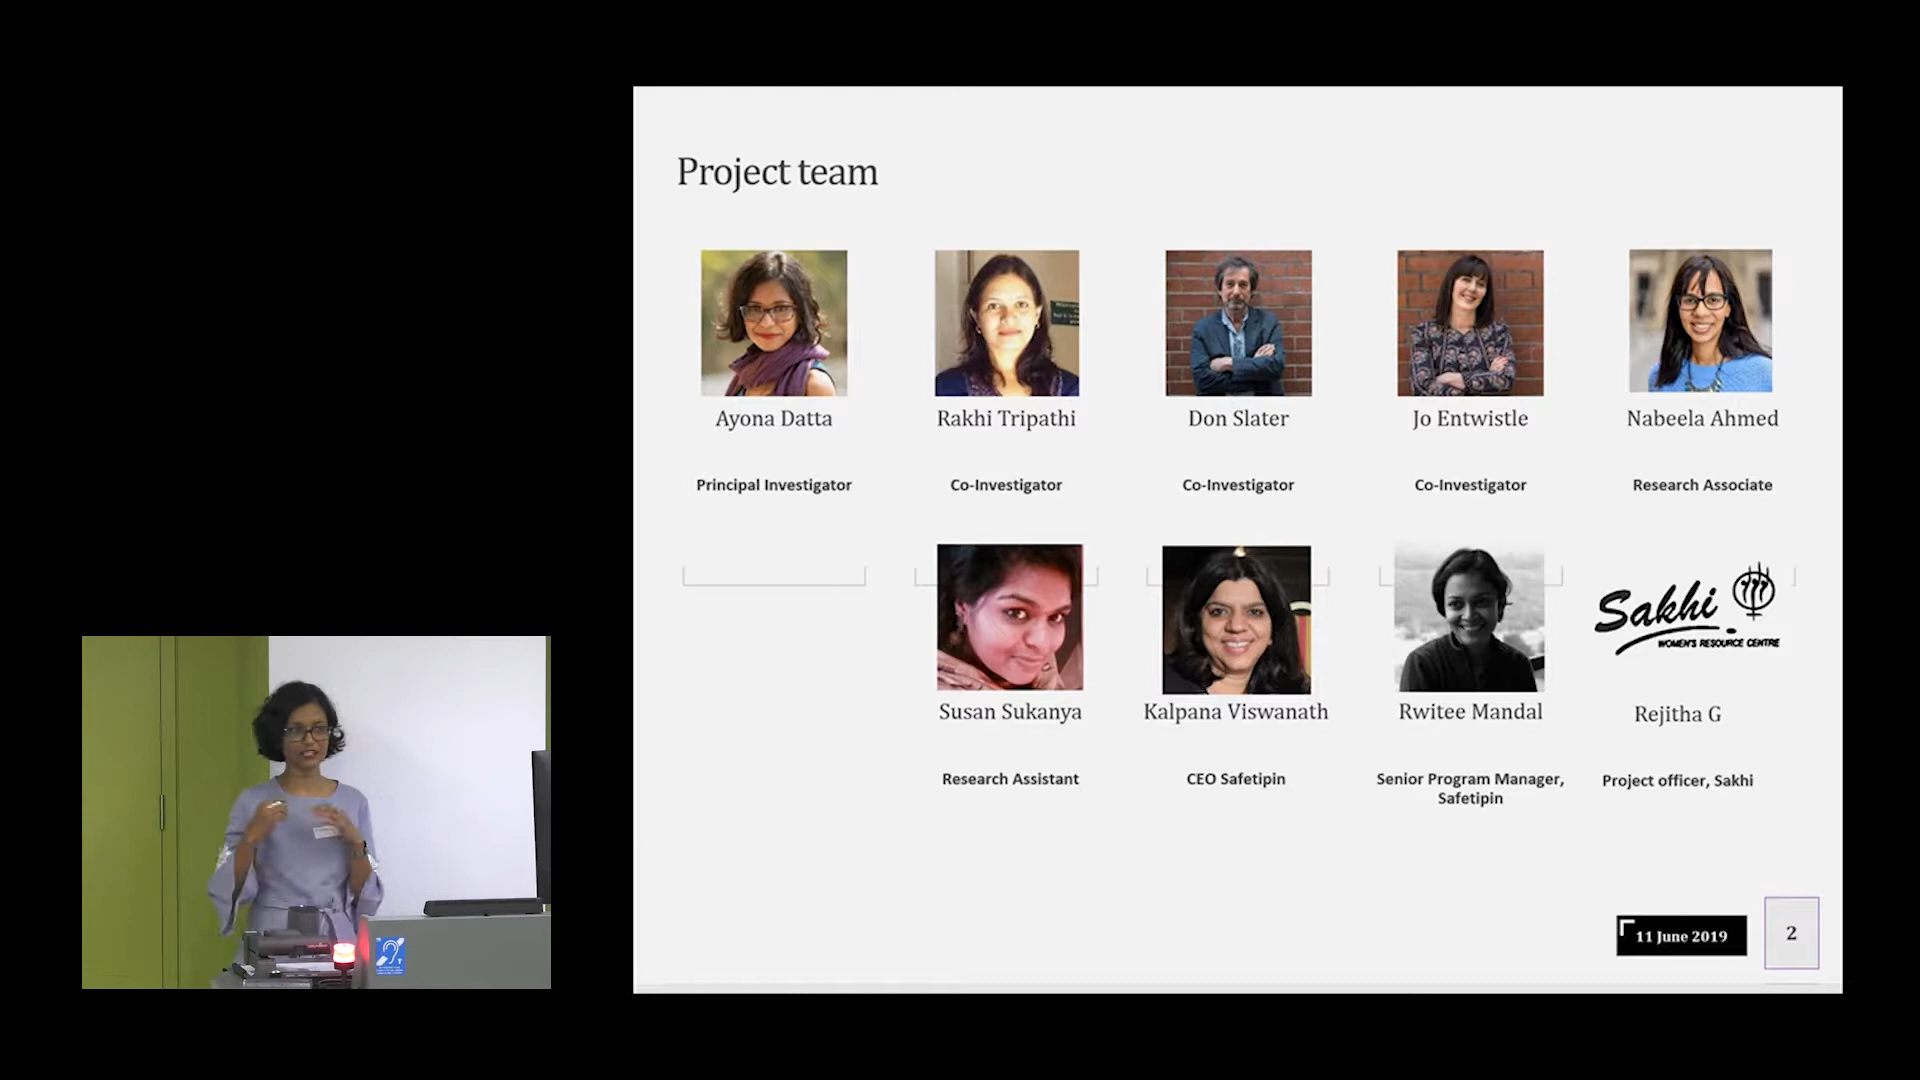 Project team
Ayona Datta
Rakhi Tripathi
Don Slater
Jo Entwistle
Nabeela Ahmed
Principal Investigator
Co-Investigator
Co-Investigator
Co-Investigator
Research Associate
Sakhi
WOMEN'S RESOURCE CENTRE
Susan Sukanya
Kalpana Viswanath
Rwitee Mandal
Rejitha G
Research Assistant
CEO Safetipin
Senior Program Manager,
Safetipin
Project officer, Sakhi
11 June 2019
2